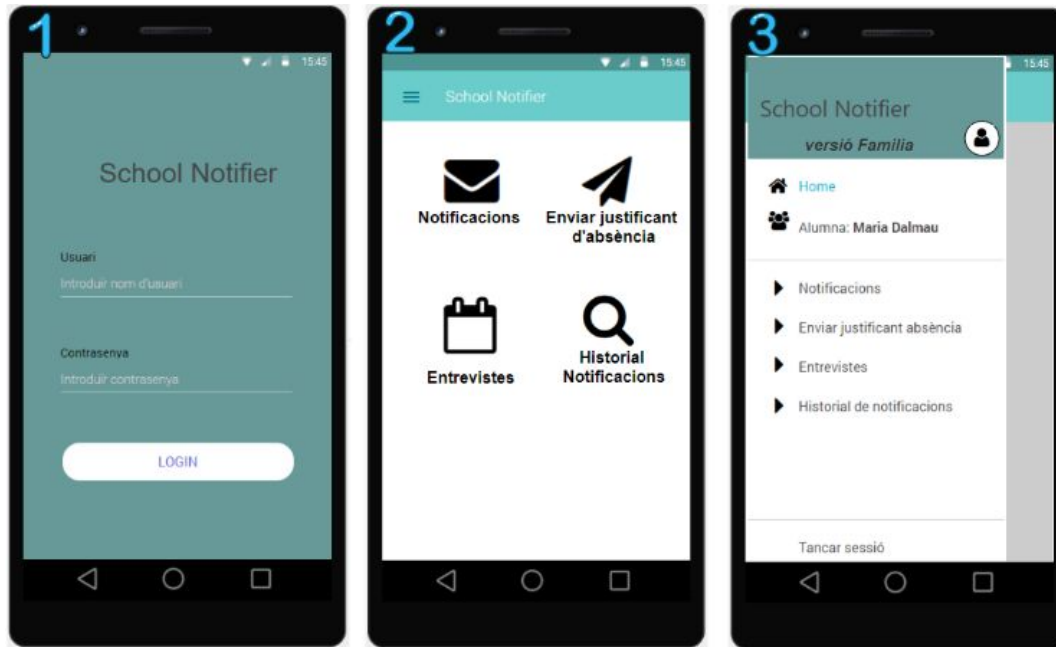 1
15:45
School Notifier
Usuari
Introduir nom d'usuari
Contrasenya
Introduir contrasenya
LOGIN
2
15:45
School Notifier
Notificacions
Enviar justificant
d'absència
Entrevistes
Historial
Notificacions
3
15:45
School Notifier
versió Familia
Home
Alumna: Maria Dalmau
Notificacions
Enviar justificant absència
Entrevistes
Historial de notificacions
Tancar sessió